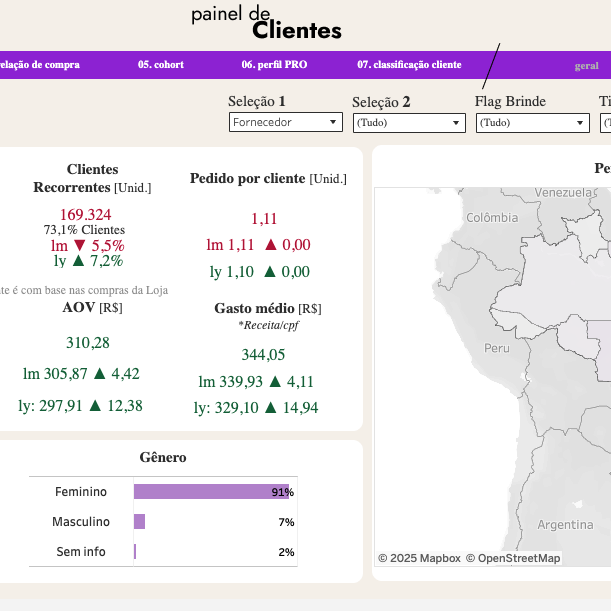 painel de
Clientes
elação de compra 05. cohort 06. perfil PRO 07. classificação cliente geral
Seleção 1 Seleção 2 Flag Brinde Ti
Fornecedor (Tudo) (Tudo) (T
Clientes
Recorrentes [Unid.]
169.324
73,1% Clientes
lm ▼ 5,5%
ly ▲ 7,2%
Pedido por cliente [Unid.]
1,11
lm 1,11 ▲ 0,00
ly 1,10 ▲ 0,00
te é com base nas compras da Loja
AOV [R$]
310,28
lm 305,87 ▲ 4,42
ly: 297,91 ▲ 12,38
Gasto médio [R$]
*Receita/cpf
344,05
lm 339,93 ▲ 4,11
ly: 329,10 ▲ 14,94
Gênero
Feminino 91%
Masculino 7%
Sem info 2%
Pe
Venezuela
Colômbia
Peru
Argentina
© 2025 Mapbox © OpenStreetMap